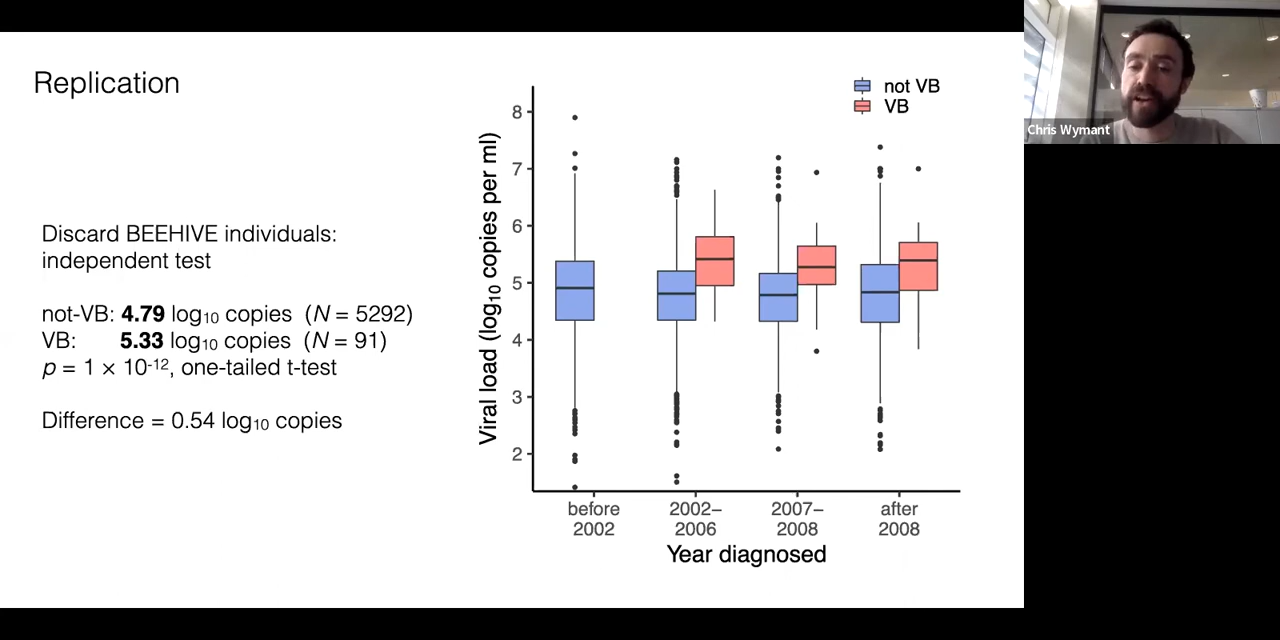 Replication
Discard BEEHIVE individuals:
independent test
not-VB: 4.79 log₁₀ copies (N = 5292)
VB: 5.33 log₁₀ copies (N = 91)
p = 1 × 10⁻¹², one-tailed t-test
Difference = 0.54 log₁₀ copies
not VB
VB
Viral load (log₁₀ copies per ml)
8
7
6
5
4
3
2
before
2002
2002–
2006
2007–
2008
after
2008
Year diagnosed
Chris Wymant